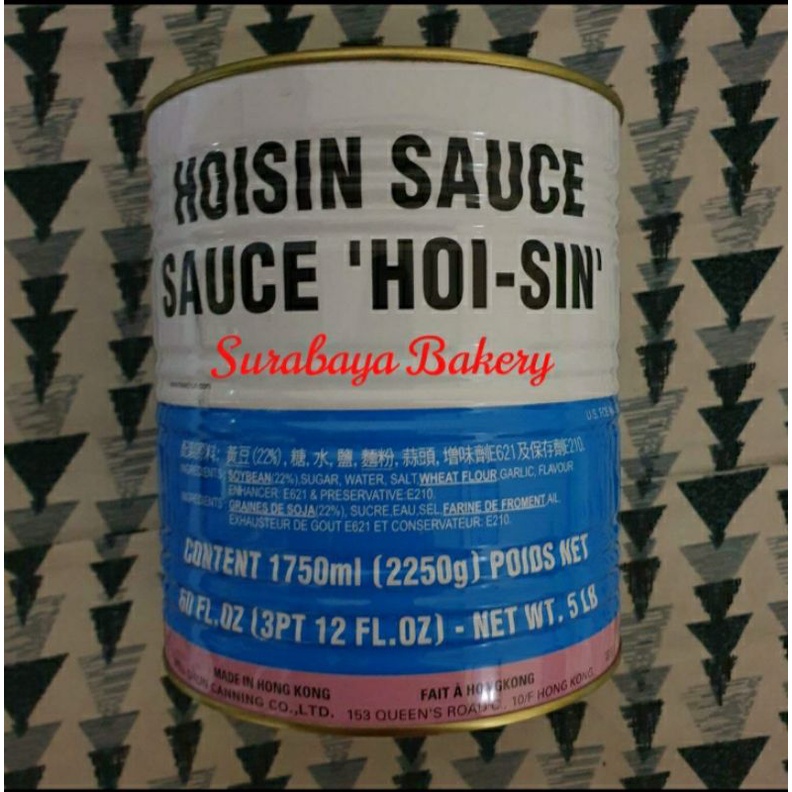 HOISIN SAUCE
SAUCE 'HOI-SIN'
Surabaya Bakery
U.S. FCE
配料: 黃豆(22%), 糖, 水, 鹽, 麵粉, 蒜頭, 增味劑E621及保存劑E210.
INGREDIENTS: SOYBEAN(22%),SUGAR, WATER, SALT,WHEAT FLOUR,GARLIC, FLAVOUR
ENHANCER: E621 & PRESERVATIVE:E210.
INGREDIENTS: GRAINES DE SOJA(22%), SUCRE,EAU,SEL,FARINE DE FROMENT,AIL,
EXHAUSTEUR DE GOUT E621 ET CONSERVATEUR: E210.
CONTENT 1750ml (2250g) POIDS NET
60 FL.OZ (3PT 12 FL.OZ) - NET WT. 5 LB
MADE IN HONG KONG FAIT À HONGKONG
CANNING CO.,LTD. 153 QUEEN'S ROAD C., 10/F HONG KONG.